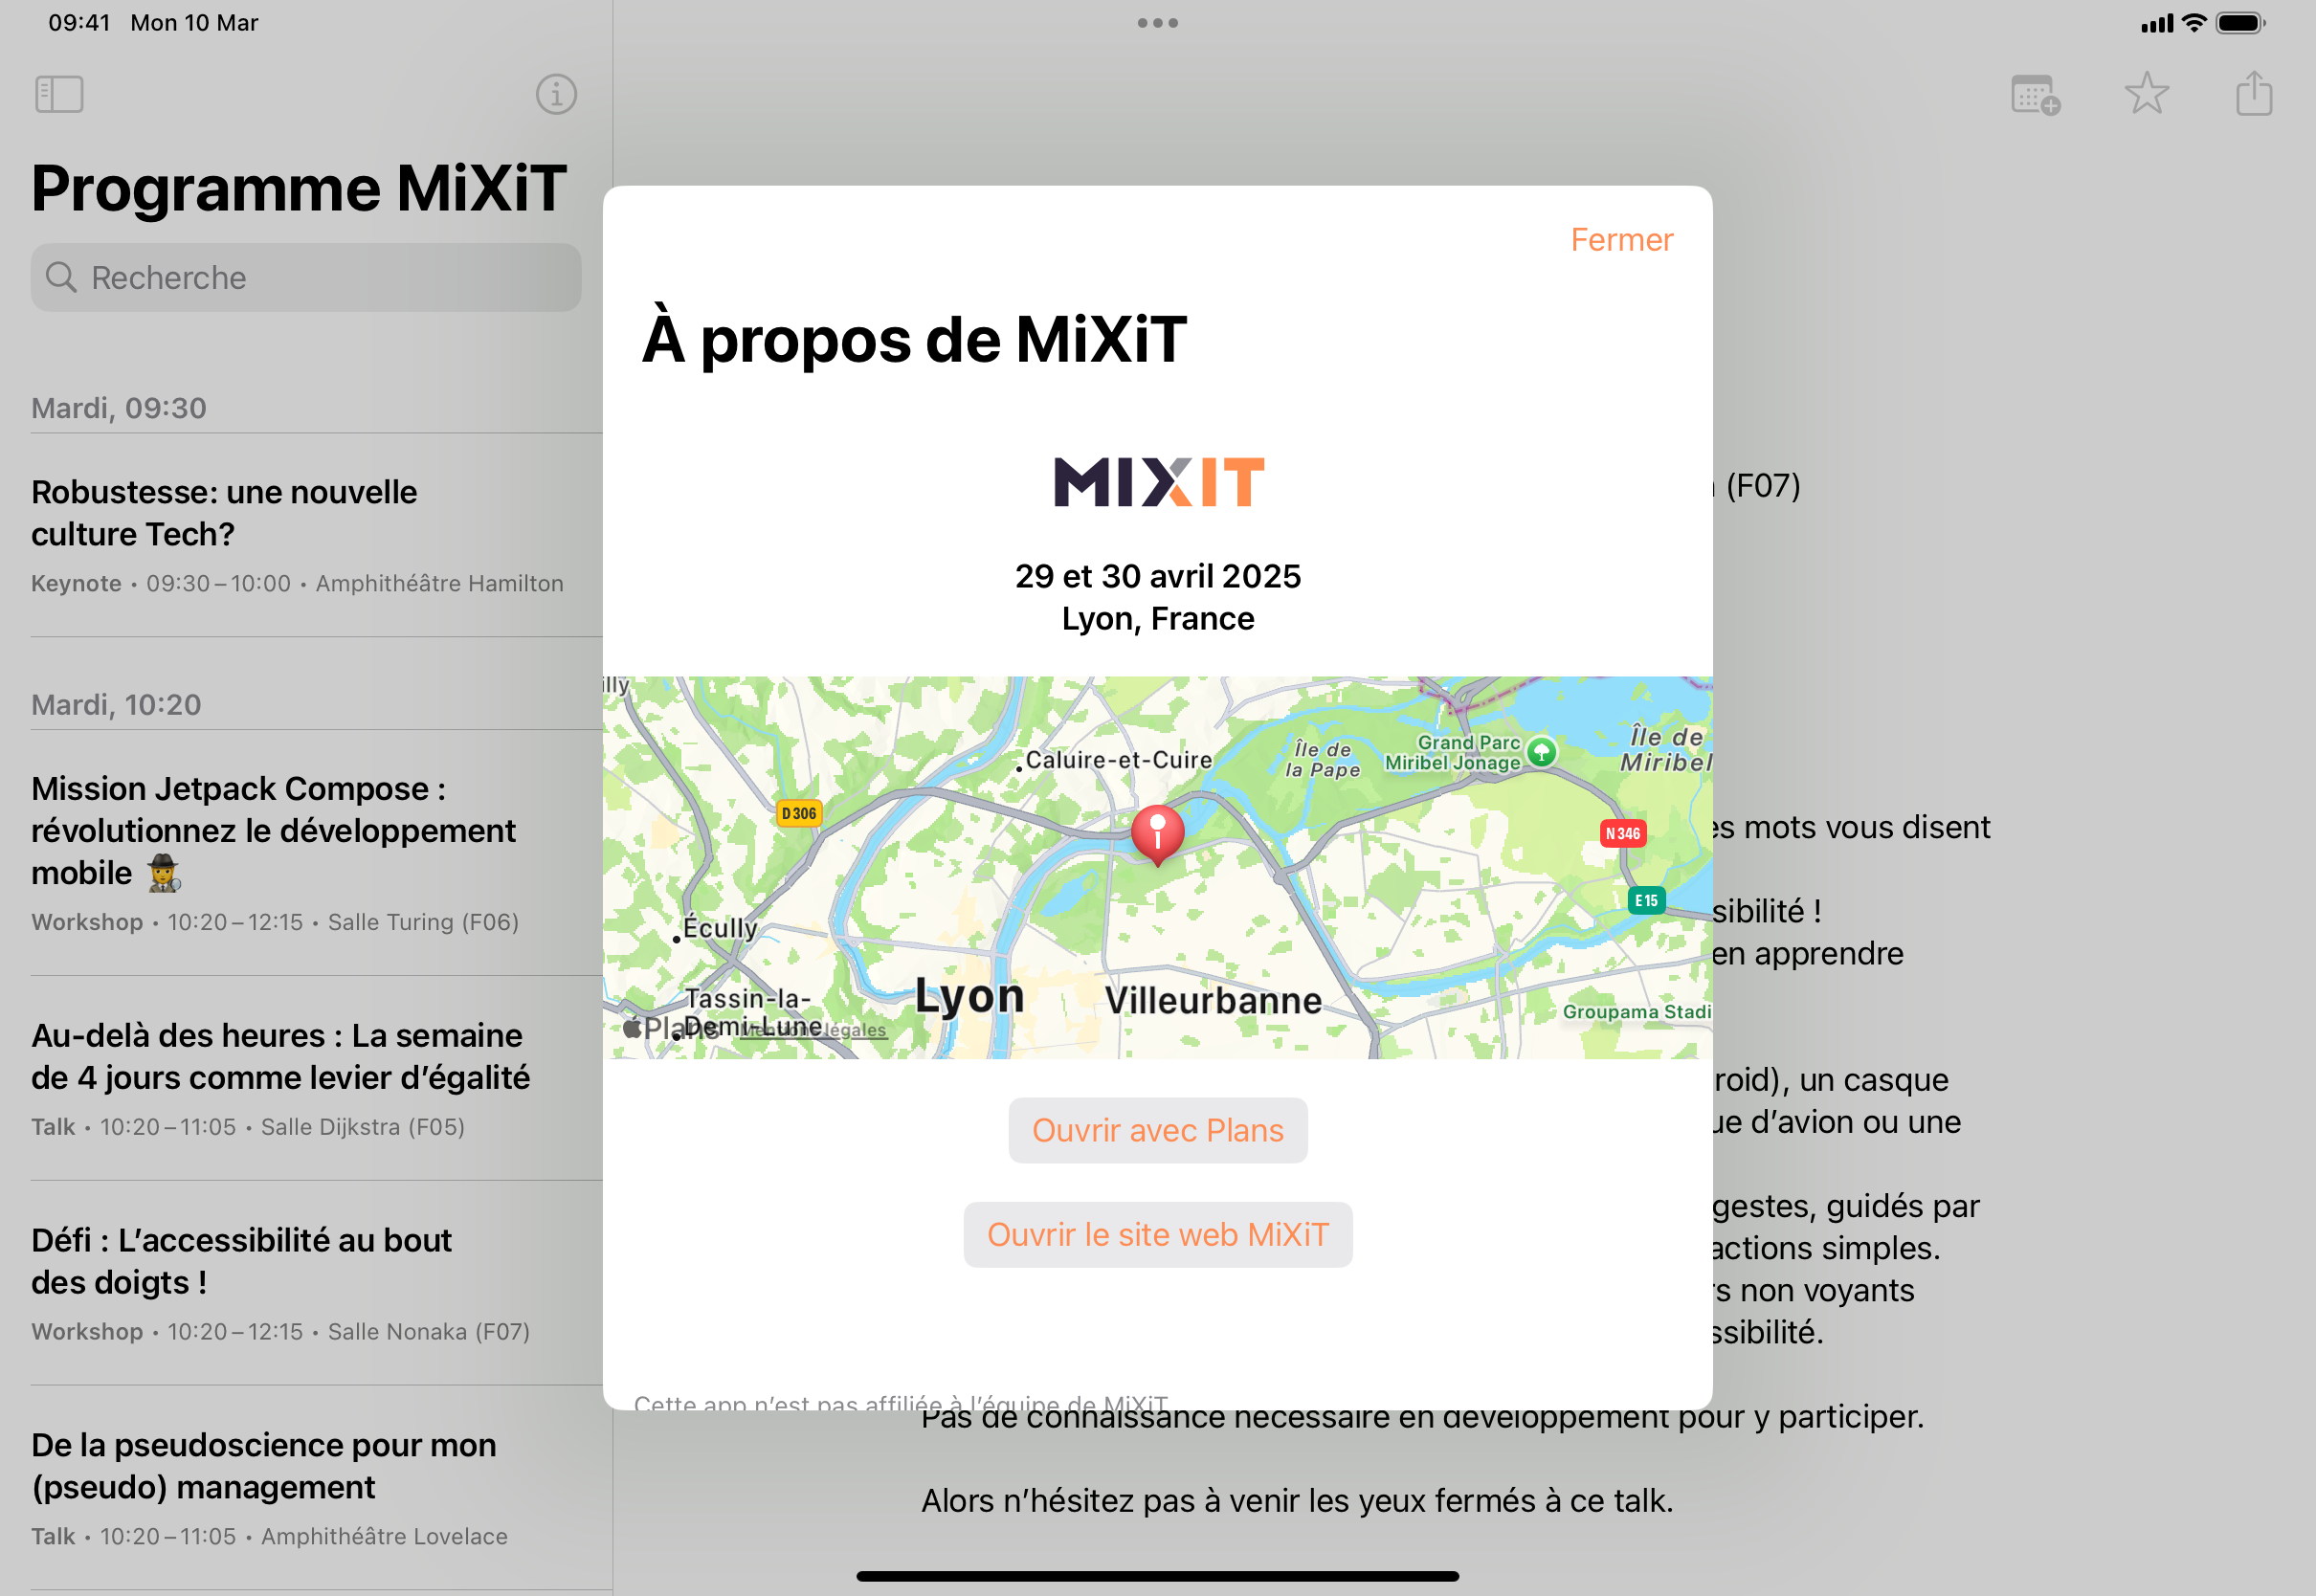 09:41 Mon 10 Mar
Programme MiXiT
Recherche
Mardi, 09:30
Robustesse: une nouvelle
culture Tech?
Keynote • 09:30 – 10:00 • Amphithéâtre Hamilton
Mardi, 10:20
Mission Jetpack Compose :
révolutionnez le développement
mobile 🕵️
Workshop • 10:20 – 12:15 • Salle Turing (F06)
Au-delà des heures : La semaine
de 4 jours comme levier d’égalité
Talk • 10:20 – 11:05 • Salle Dijkstra (F05)
Défi : L’accessibilité au bout
des doigts !
Workshop • 10:20 – 12:15 • Salle Nonaka (F07)
De la pseudoscience pour mon
(pseudo) management
Talk • 10:20 – 11:05 • Amphithéâtre Lovelace
Fermer
À propos de MiXiT
MIXIT
29 et 30 avril 2025
Lyon, France
illy
Caluire-et-Cuire
Île de
la Pape
Grand Parc
Miribel Jonage
Île de
Miribel
D 306
N 346
E 15
Écully
Tassin-la-
Demi-Lune
Plans
Mentions légales
Lyon
Villeurbanne
Groupama Stadi
Ouvrir avec Plans
Ouvrir le site web MiXiT
Cette app n’est pas affiliée à l’équipe de MiXiT
(F07)
es mots vous disent
sibilité !
en apprendre
roid), un casque
ue d’avion ou une
gestes, guidés par
actions simples.
rs non voyants
ssibilité.
Pas de connaissance nécessaire en développement pour y participer.
Alors n’hésitez pas à venir les yeux fermés à ce talk.